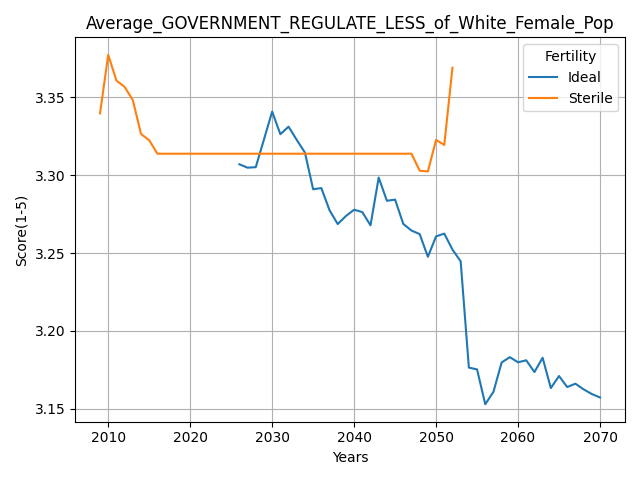 Average_GOVERNMENT_REGULATE_LESS_of_White_Female_Pop
Fertility
Ideal
Sterile
3.35
3.30
3.25
3.20
3.15
Score(1-5)
2010 2020 2030 2040 2050 2060 2070
Years